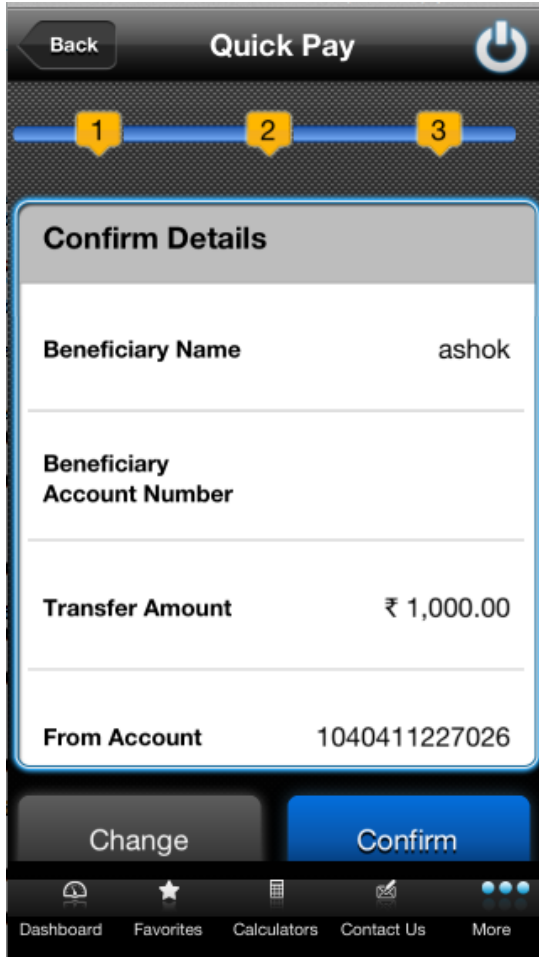 Back Quick Pay
1 2 3
Confirm Details
Beneficiary Name ashok
Beneficiary
Account Number
Transfer Amount ₹ 1,000.00
From Account 1040411227026
Change Confirm
Dashboard Favorites Calculators Contact Us More